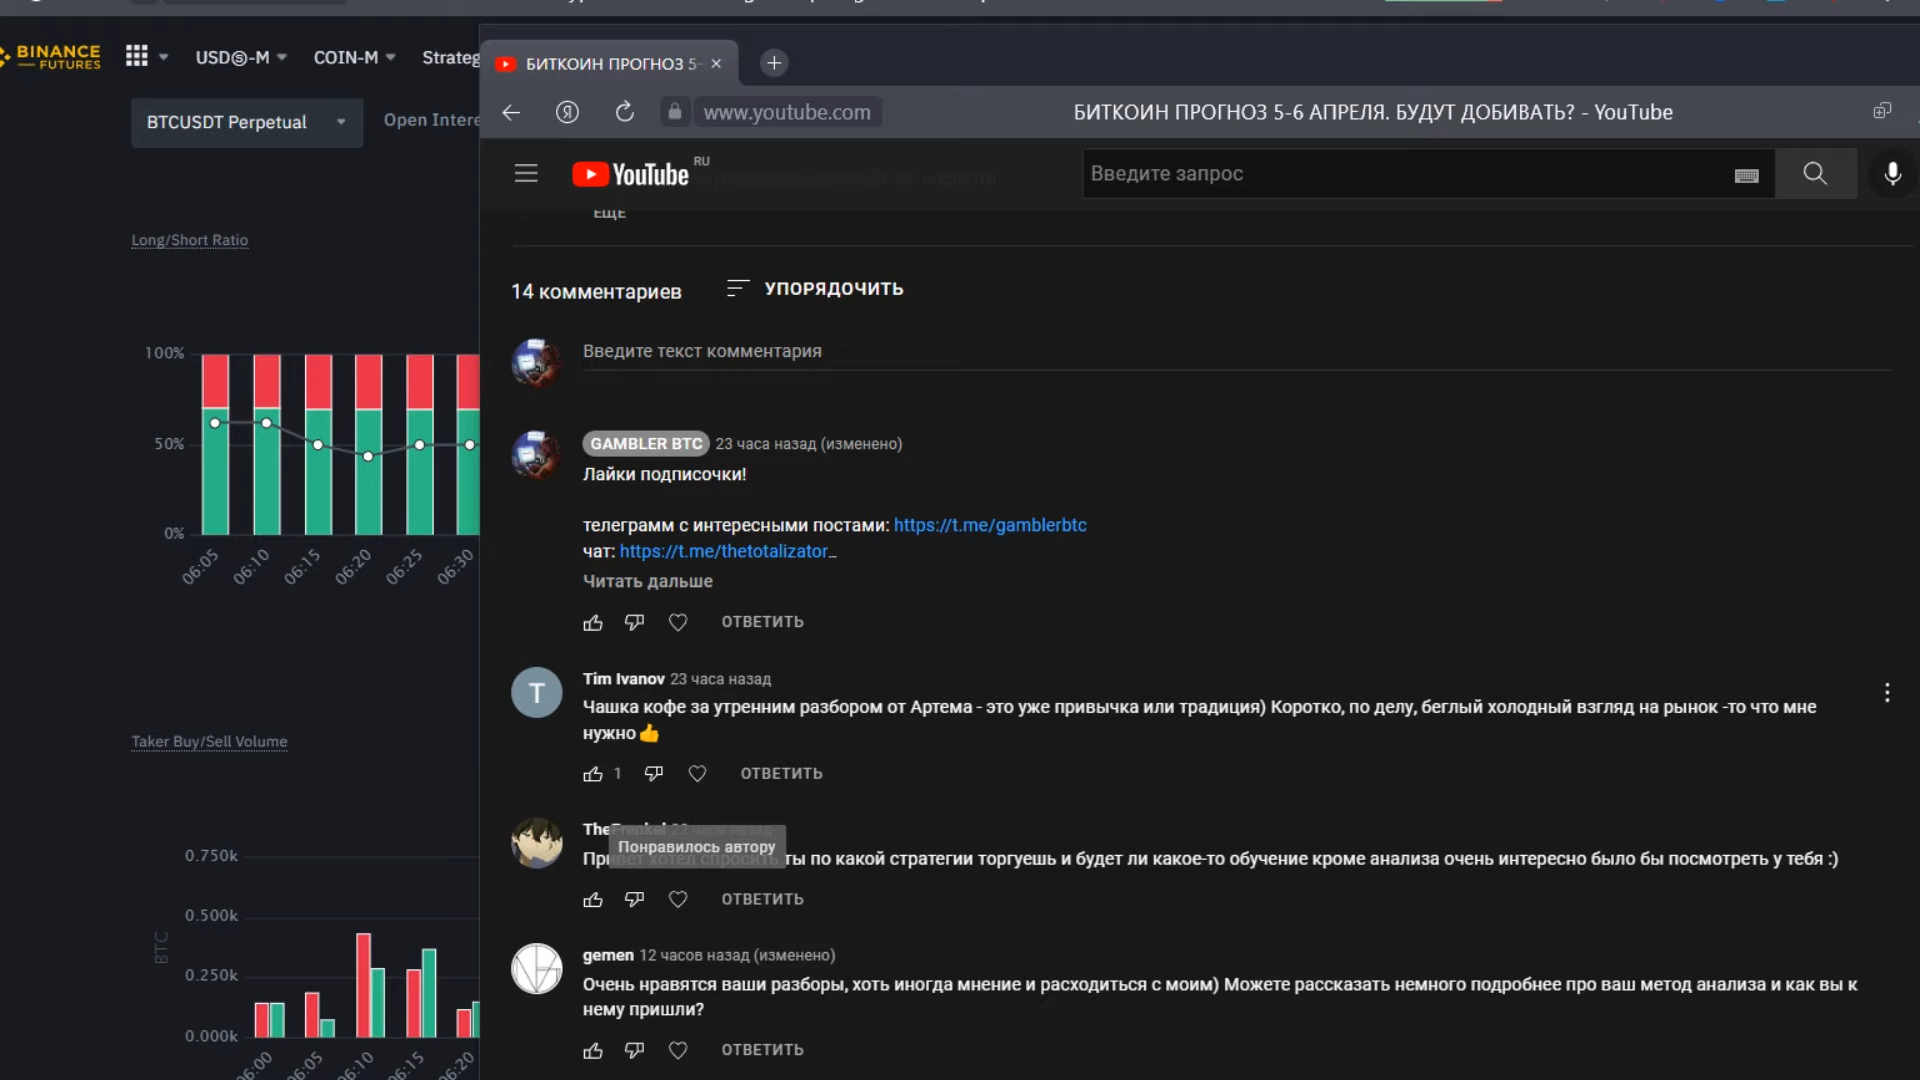 BINANCE
FUTURES
USDⓈ-M
COIN-M
Strateg
БИТКОИН ПРОГНОЗ 5-
www.youtube.com
БИТКОИН ПРОГНОЗ 5-6 АПРЕЛЯ. БУДУТ ДОБИВАТЬ? - YouTube
BTCUSDT Perpetual
Open Intere
YouTube
RU
Введите запрос
ЕЩЁ
Long/Short Ratio
14 комментариев
УПОРЯДОЧИТЬ
Введите текст комментария
100%
50%
0%
06:05
06:10
06:15
06:20
06:25
06:30
GAMBLER BTC 23 часа назад (изменено)
Лайки подписочки!
телеграмм с интересными постами: https://t.me/gamblerbtc
чат: https://t.me/thetotalizator…
Читать дальше
ОТВЕТИТЬ
T
Tim Ivanov 23 часа назад
Чашка кофе за утренним разбором от Артема - это уже привычка или традиция) Коротко, по делу, беглый холодный взгляд на рынок -то что мне
нужно👍
1
ОТВЕТИТЬ
TheFrenkel 22 часа назад
Понравилось автору
Привет хотел спросить ты по какой стратегии торгуешь и будет ли какое-то обучение кроме анализа очень интересно было бы посмотреть у тебя :)
ОТВЕТИТЬ
gemen 12 часов назад (изменено)
Очень нравятся ваши разборы, хоть иногда мнение и расходиться с моим) Можете рассказать немного подробнее про ваш метод анализа и как вы к
нему пришли?
ОТВЕТИТЬ
Taker Buy/Sell Volume
0.750k
0.500k
0.250k
0.000k
BTC
06:00
06:05
06:10
06:15
06:20